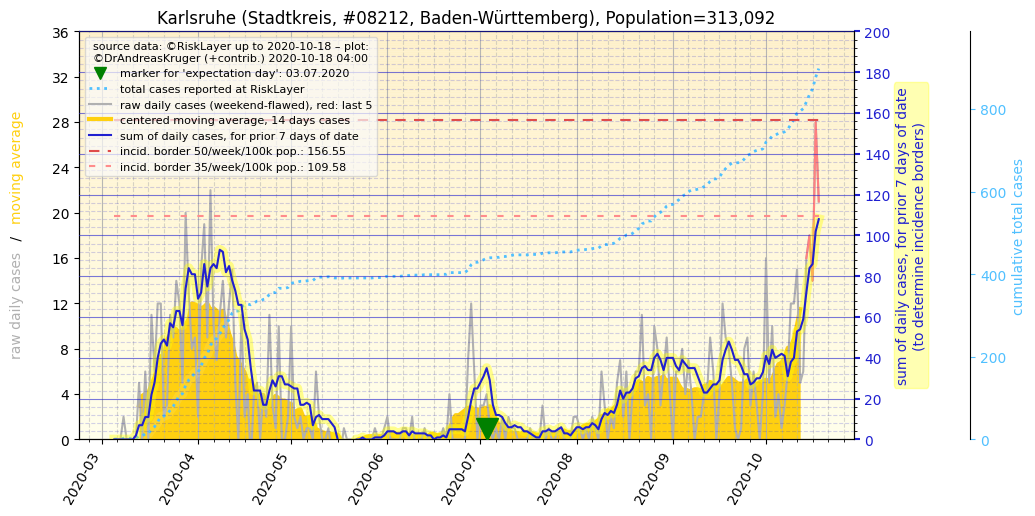 Karlsruhe (Stadtkreis, #08212, Baden-Württemberg), Population=313,092
source data: ©RiskLayer up to 2020-10-18 – plot:
©DrAndreasKruger (+contrib.) 2020-10-18 04:00
marker for 'expectation day': 03.07.2020
total cases reported at RiskLayer
raw daily cases (weekend-flawed), red: last 5
centered moving average, 14 days cases
sum of daily cases, for prior 7 days of date
incid. border 50/week/100k pop.: 156.55
incid. border 35/week/100k pop.: 109.58
raw daily cases / moving average
36
32
28
24
20
16
12
8
4
0
2020-03
2020-04
2020-05
2020-06
2020-07
2020-08
2020-09
2020-10
200
180
160
140
120
100
80
60
40
20
0
sum of daily cases, for prior 7 days of date
(to determine incidence borders)
800
600
400
200
0
cumulative total cases